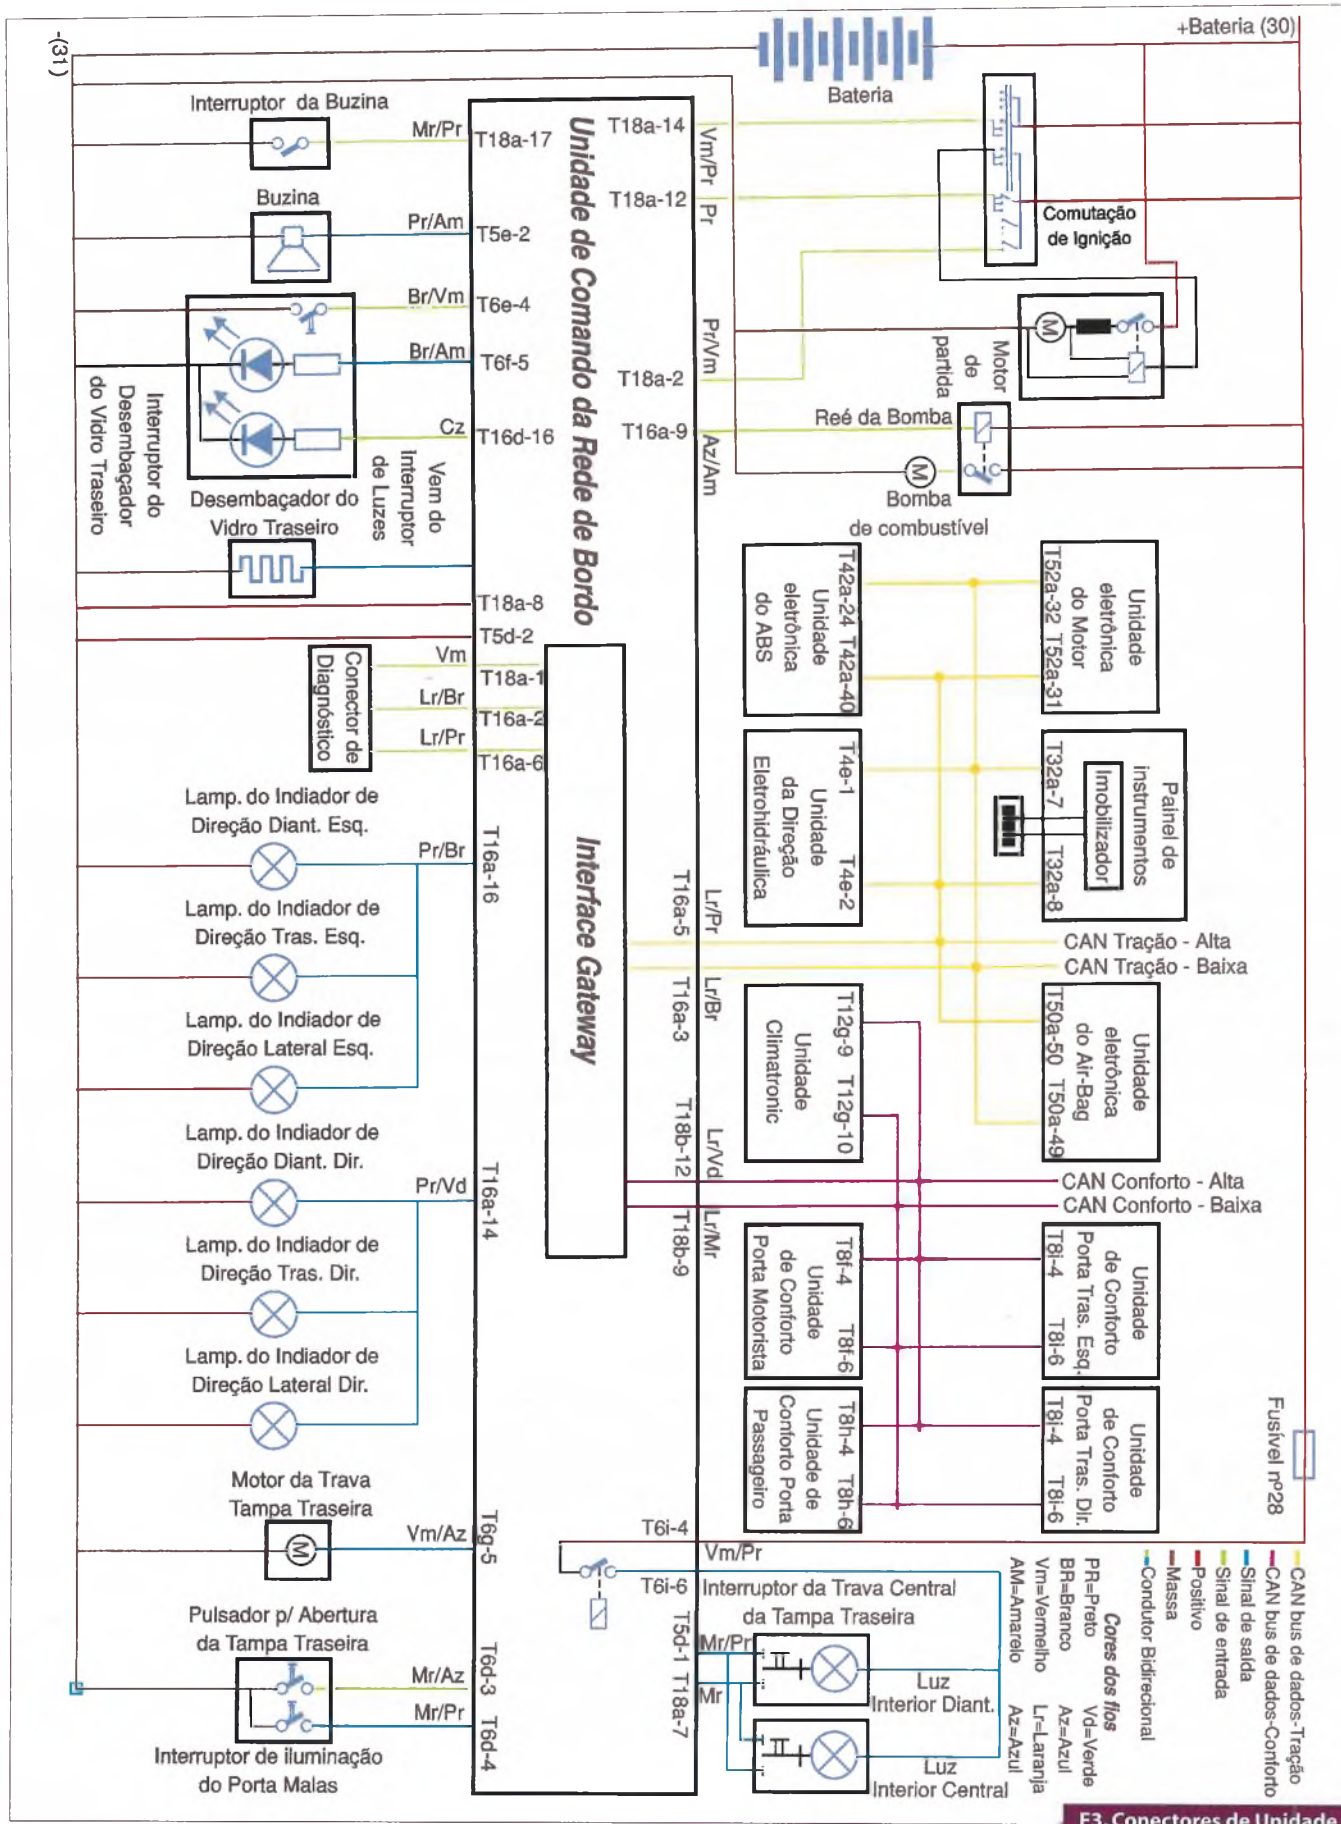 +Bateria (30)
-(31)
Bateria
Interruptor da Buzina
Mr/Pr
T18a-17
Buzina
Pr/Am
T5e-2
Br/Vm
T6e-4
Br/Am
T6f-5
Cz
T16d-16
Interruptor do
Desembaçador
do Vidro Traseiro
Vem do
Interruptor
de Luzes
Desembaçador do
Vidro Traseiro
T18a-8
T5d-2
Vm
T18a-1
Lr/Br
T16a-2
Lr/Pr
T16a-6
Conector de
Diagnóstico
Lamp. do Indiador de
Direção Diant. Esq.
Pr/Br
T16a-16
Lamp. do Indiador de
Direção Tras. Esq.
Lamp. do Indiador de
Direção Lateral Esq.
Lamp. do Indiador de
Direção Diant. Dir.
Pr/Vd
T16a-14
Lamp. do Indiador de
Direção Tras. Dir.
Lamp. do Indiador de
Direção Lateral Dir.
Motor da Trava
Tampa Traseira
M
Vm/Az
T6g-5
Pulsador p/ Abertura
da Tampa Traseira
Mr/Az
T6d-3
Mr/Pr
T6d-4
Interruptor de iluminação
do Porta Malas
Unidade de Comando da Rede de Bordo
Interface Gateway
T18a-14
Vm/Pr
T18a-12
Pr
Comutação
de Ignição
Pr/Vm
T18a-2
Motor
de
partida
M
T16a-9
Az/Am
Reé da Bomba
M
Bomba
de combustível
Unidade
eletrônica
do ABS
T42a-24 T42a-40
Unidade
eletrônica
do Motor
T52a-32 T52a-31
Unidade
da Direção
Eletrohidráulica
T4e-1 T4e-2
Painel de
instrumentos
Imobilizador
T32a-7 T32a-8
T16a-5
Lr/Pr
CAN Tração - Alta
CAN Tração - Baixa
T16a-3
Lr/Br
Unidade
Climatronic
T12g-9 T12g-10
Unidade
eletrônica
do Air-Bag
T50a-50 T50a-49
T18b-12
Lr/Vd
CAN Conforto - Alta
CAN Conforto - Baixa
T18b-9
Lr/Mr
Unidade
de Conforto
Porta Motorista
T8f-4 T8f-6
Unidade
de Conforto
Porta Tras. Esq.
T8i-4 T8i-6
Unidade de
Conforto Porta
Passageiro
T8h-4 T8h-6
Unidade
de Conforto
Porta Tras. Dir.
T8i-4 T8i-6
Fusível nº28
T6i-4
Vm/Pr
T6i-6
Interruptor da Trava Central
da Tampa Traseira
T5d-1
Mr/Pr
T18a-7
Mr
Luz
Interior Diant.
Luz
Interior Central
CAN bus de dados-Tração
CAN bus de dados-Conforto
Sinal de saída
Sinal de entrada
Positivo
Massa
Condutor Bidirecional
Cores dos fios
PR=Preto Vd=Verde
BR=Branco Az=Azul
Vm=Vermelho Lr=Laranja
AM=Amarelo Az=Azul
F3. Conectores de Unidade